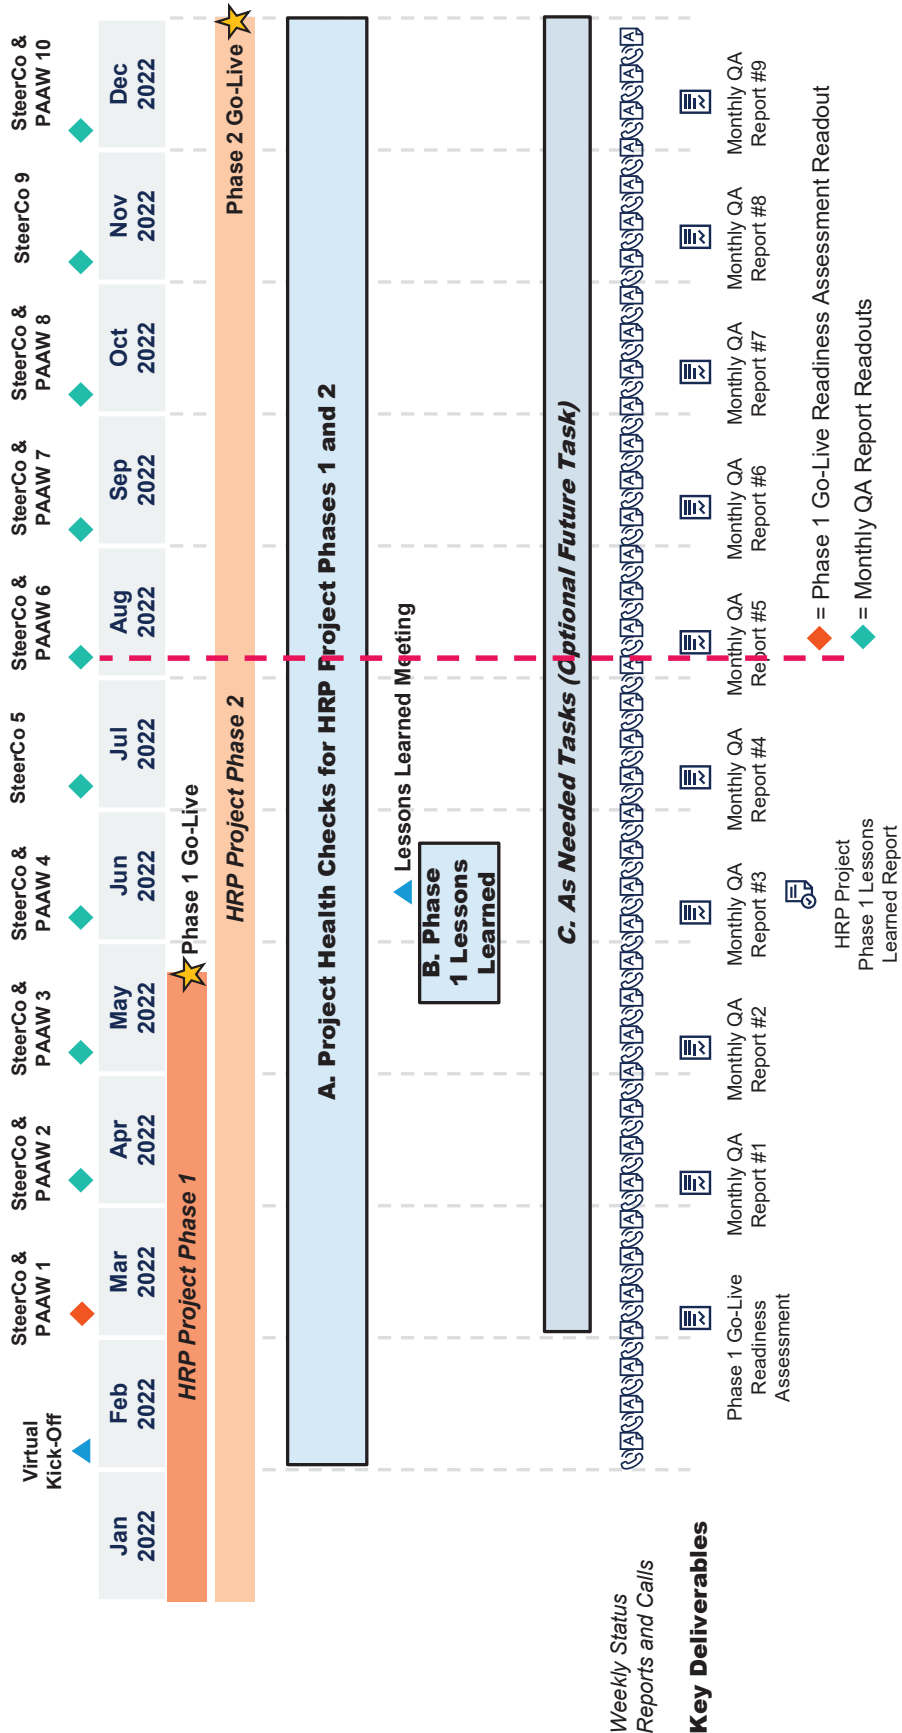 Virtual
Kick-Off
SteerCo &
PAAW 1
SteerCo &
PAAW 2
SteerCo &
PAAW 3
SteerCo &
PAAW 4
SteerCo 5
SteerCo &
PAAW 6
SteerCo &
PAAW 7
SteerCo &
PAAW 8
SteerCo 9
SteerCo &
PAAW 10
Jan
2022
Feb
2022
Mar
2022
Apr
2022
May
2022
Jun
2022
Jul
2022
Aug
2022
Sep
2022
Oct
2022
Nov
2022
Dec
2022
HRP Project Phase 1
Phase 1 Go-Live
HRP Project Phase 2
Phase 2 Go-Live
A. Project Health Checks for HRP Project Phases 1 and 2
Lessons Learned Meeting
B. Phase
1 Lessons
Learned
C. As Needed Tasks (Optional Future Task)
Weekly Status
Reports and Calls
Key Deliverables
Phase 1 Go-Live
Readiness
Assessment
Monthly QA
Report #1
Monthly QA
Report #2
Monthly QA
Report #3
Monthly QA
Report #4
Monthly QA
Report #5
Monthly QA
Report #6
Monthly QA
Report #7
Monthly QA
Report #8
Monthly QA
Report #9
HRP Project
Phase 1 Lessons
Learned Report
= Phase 1 Go-Live Readiness Assessment Readout
= Monthly QA Report Readouts